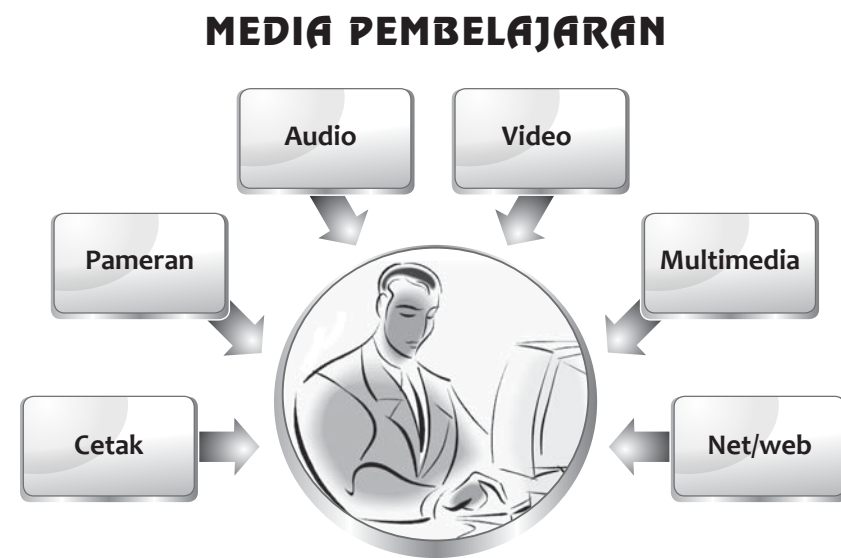 MEDIA PEMBELAJARAN
Audio
Video
Pameran
Multimedia
Cetak
Net/web